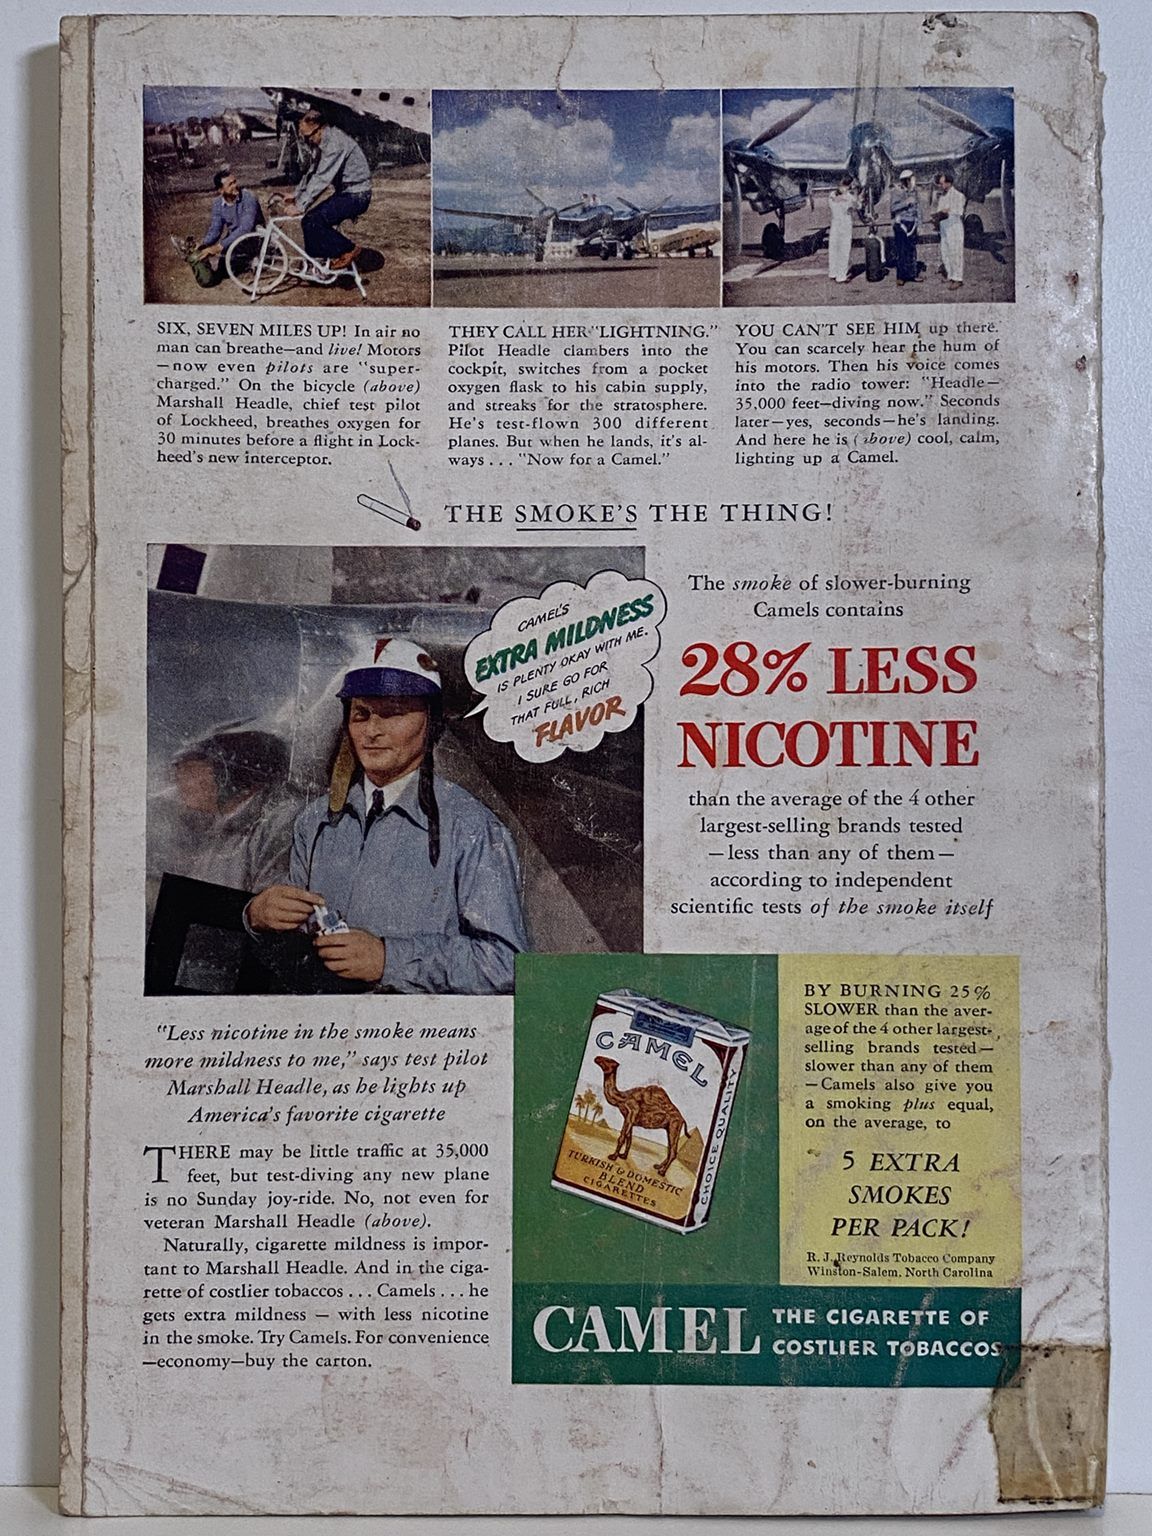 SIX, SEVEN MILES UP! In air no
man can breathe—and live! Motors
—now even pilots are "super-
charged." On the bicycle (above)
Marshall Headle, chief test pilot
of Lockheed, breathes oxygen for
30 minutes before a flight in Lock-
heed's new interceptor.
THEY CALL HER "LIGHTNING."
Pilot Headle clambers into the
cockpit, switches from a pocket
oxygen flask to his cabin supply,
and streaks for the stratosphere.
He's test-flown 300 different
planes. But when he lands, it's al-
ways . . . "Now for a Camel."
YOU CAN'T SEE HIM up there.
You can scarcely hear the hum of
his motors. Then his voice comes
into the radio tower: "Headle—
35,000 feet—diving now." Seconds
later—yes, seconds—he's landing.
And here he is (above) cool, calm,
lighting up a Camel.
THE SMOKE'S THE THING!
CAMEL'S
EXTRA MILDNESS
IS PLENTY OKAY WITH ME.
I SURE GO FOR
THAT FULL, RICH
FLAVOR
The smoke of slower-burning
Camels contains
28% LESS
NICOTINE
than the average of the 4 other
largest-selling brands tested
—less than any of them—
according to independent
scientific tests of the smoke itself
"Less nicotine in the smoke means
more mildness to me," says test pilot
Marshall Headle, as he lights up
America's favorite cigarette
THERE may be little traffic at 35,000
feet, but test-diving any new plane
is no Sunday joy-ride. No, not even for
veteran Marshall Headle (above).
Naturally, cigarette mildness is impor-
tant to Marshall Headle. And in the ciga-
rette of costlier tobaccos . . . Camels . . . he
gets extra mildness — with less nicotine
in the smoke. Try Camels. For convenience
—economy—buy the carton.
CAMEL
TURKISH & DOMESTIC
BLEND
CIGARETTES
CHOICE QUALITY
BY BURNING 25%
SLOWER than the aver-
age of the 4 other largest-
selling brands tested—
slower than any of them
—Camels also give you
a smoking plus equal,
on the average, to
5 EXTRA
SMOKES
PER PACK!
R. J. Reynolds Tobacco Company
Winston-Salem, North Carolina
CAMEL
THE CIGARETTE OF
COSTLIER TOBACCOS